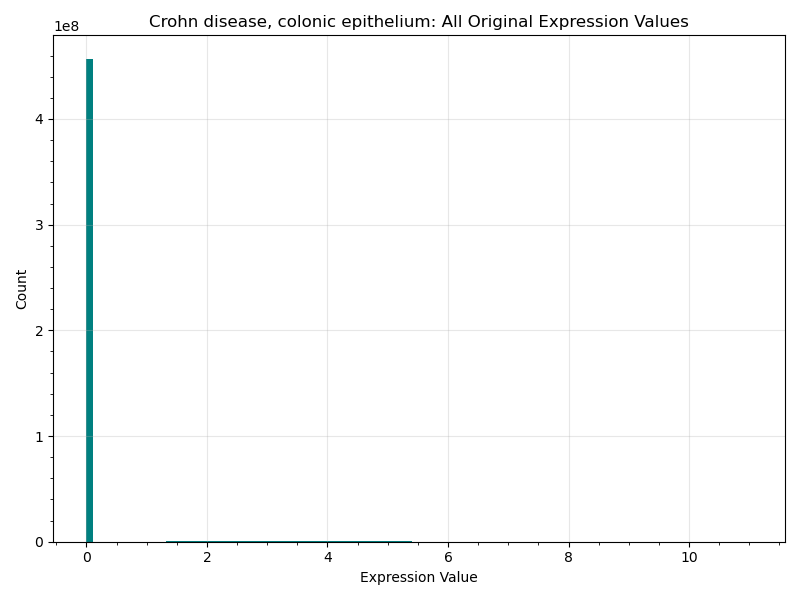 Crohn disease, colonic epithelium: All Original Expression Values
1e8
4
3
2
1
0
Count
0 2 4 6 8 10
Expression Value